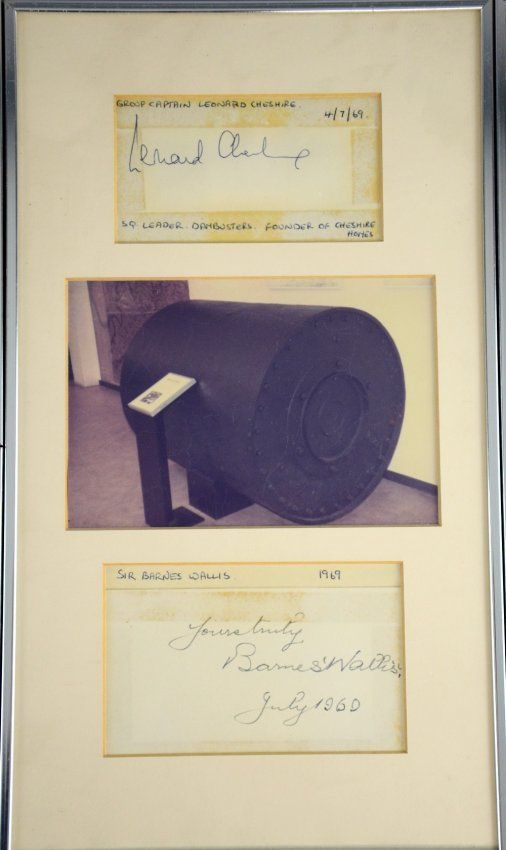 GROUP CAPTAIN LEONARD CHESHIRE.
4/7/69.
Leonard Cheshire
SQ. LEADER. DAMBUSTERS. FOUNDER OF CHESHIRE
HOMES
SIR BARNES WALLIS. 1969
Yours truly
Barnes Wallis,
July 1969